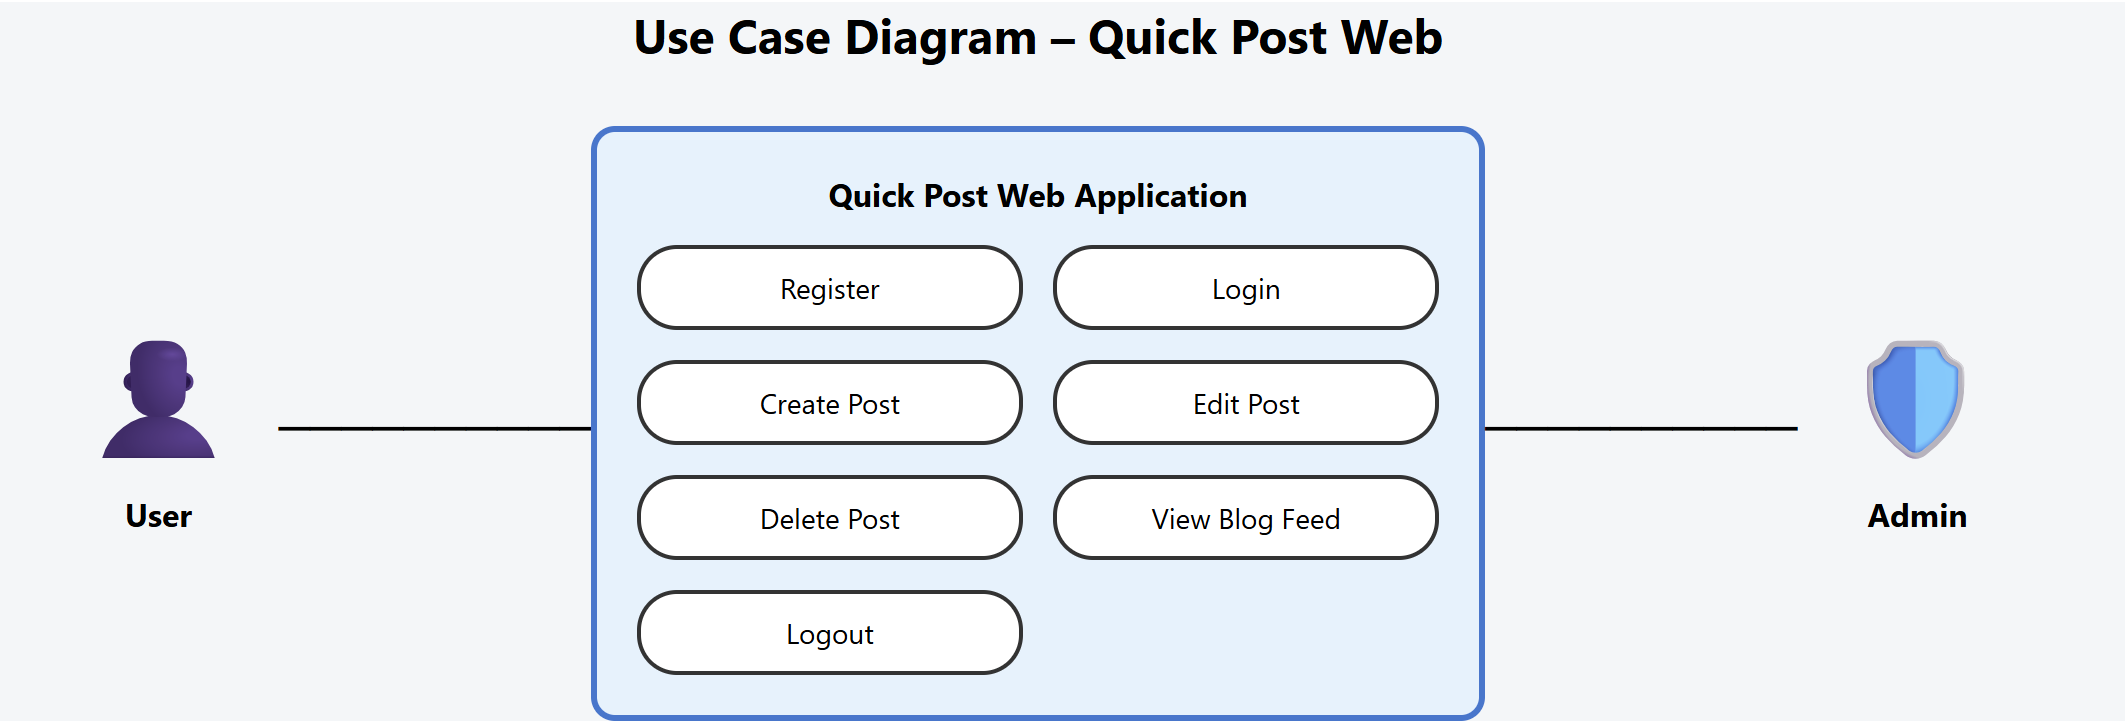 Use Case Diagram – Quick Post Web
Quick Post Web Application
Register
Login
Create Post
Edit Post
Delete Post
View Blog Feed
Logout
User
Admin